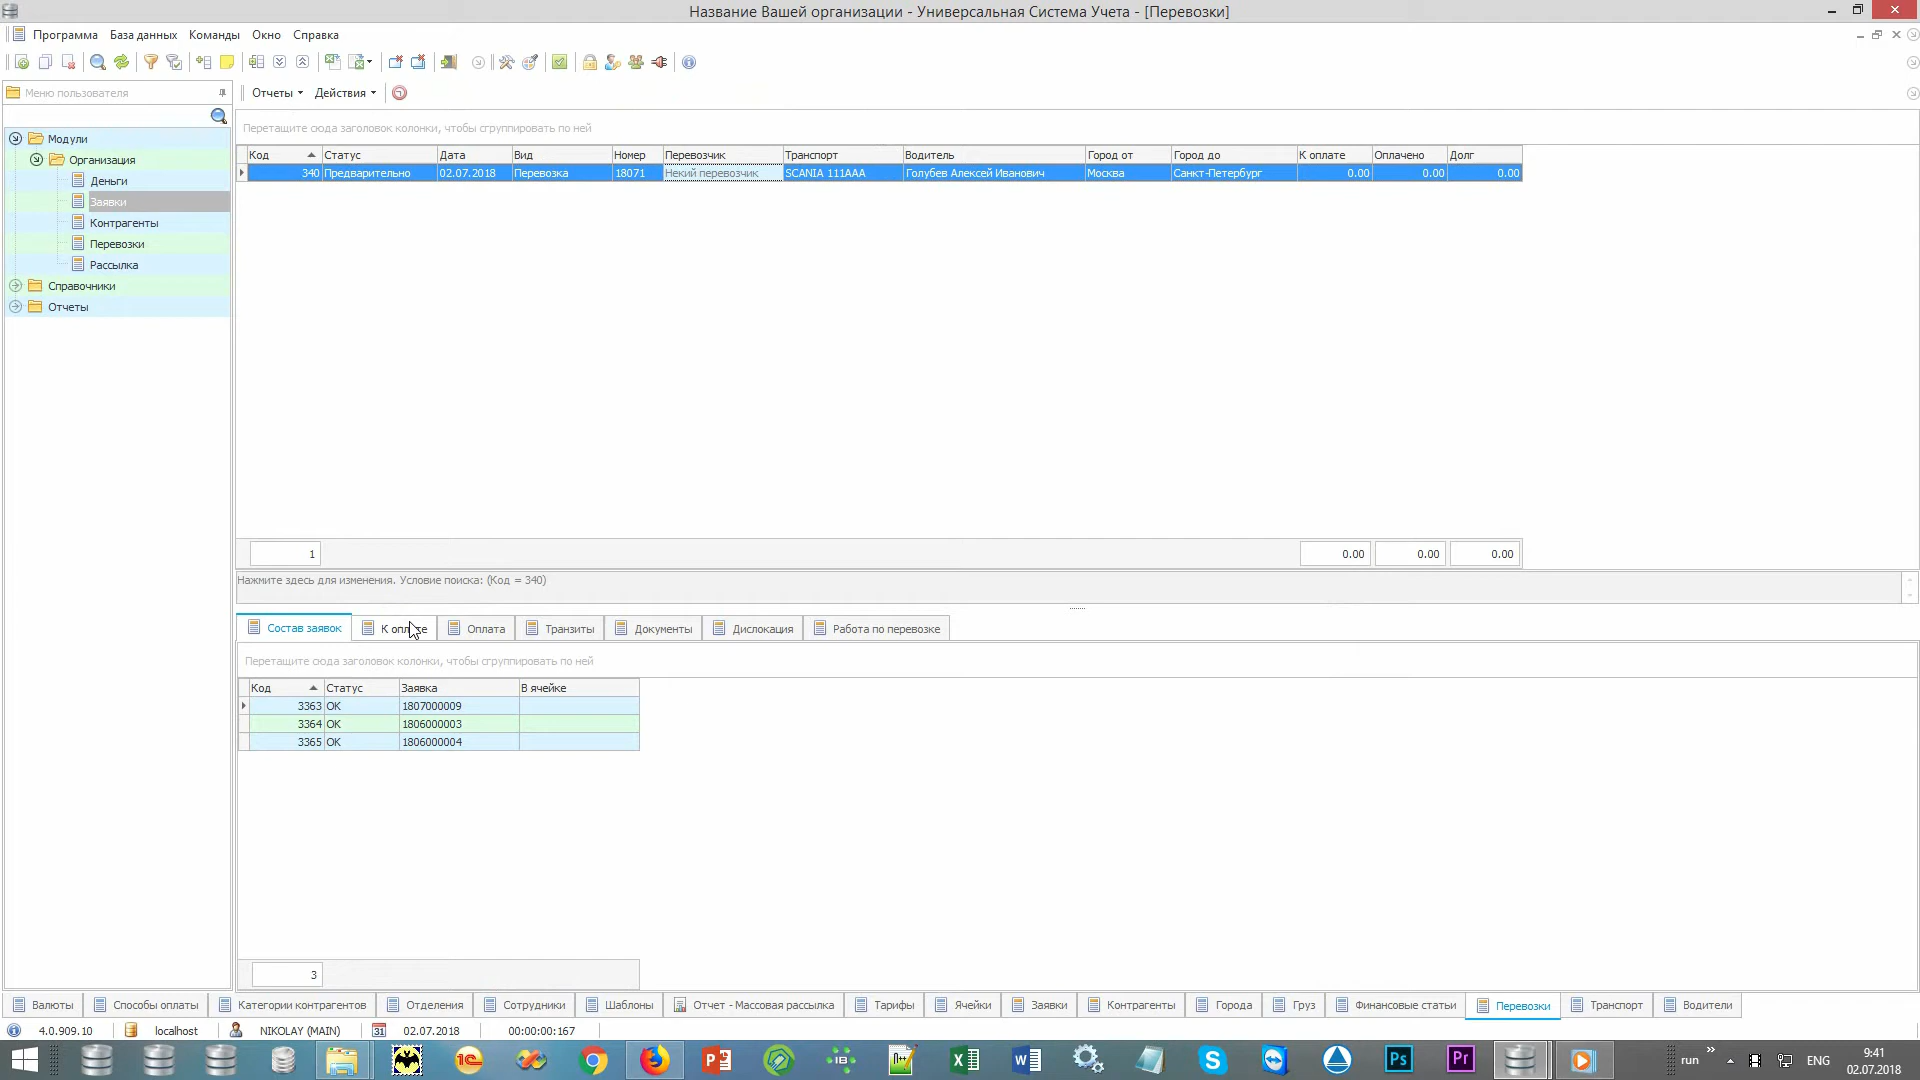 Название Вашей организации - Универсальная Система Учета - [Перевозки]
Программа База данных Команды Окно Справка
Меню пользователя
Отчеты Действия
Модули
Организация
Деньги
Заявки
Контрагенты
Перевозки
Рассылка
Справочники
Отчеты
Перетащите сюда заголовок колонки, чтобы сгруппировать по ней
Код Статус Дата Вид Номер Перевозчик Транспорт Водитель Город от Город до К оплате Оплачено Долг
340 Предварительно 02.07.2018 Перевозка 18071 Некий перевозчик SCANIA 111AAA Голубев Алексей Иванович Москва Санкт-Петербург 0.00 0.00 0.00
1 0.00 0.00 0.00
Нажмите здесь для изменения. Условие поиска: (Код = 340)
Состав заявок К оплате Оплата Транзиты Документы Дислокация Работа по перевозке
Перетащите сюда заголовок колонки, чтобы сгруппировать по ней
Код Статус Заявка В ячейке
3363 OK 1807000009
3364 OK 1806000003
3365 OK 1806000004
3
Валюты Способы оплаты Категории контрагентов Отделения Сотрудники Шаблоны Отчет - Массовая рассылка Тарифы Ячейки Заявки Контрагенты Города Груз Финансовые статьи Перевозки Транспорт Водители
4.0.909.10 localhost NIKOLAY (MAIN) 31 02.07.2018 00:00:00:167
run ENG 9:41
02.07.2018